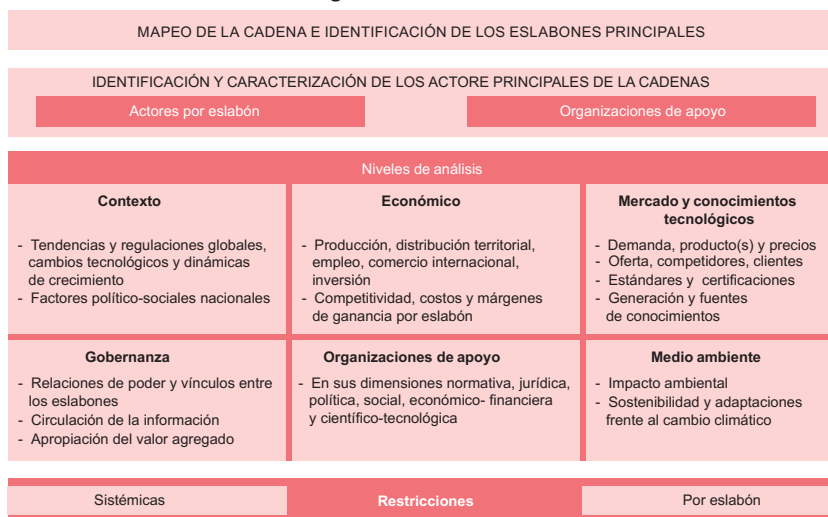 MAPEO DE LA CADENA E IDENTIFICACIÓN DE LOS ESLABONES PRINCIPALES
IDENTIFICACIÓN Y CARACTERIZACIÓN DE LOS ACTORE PRINCIPALES DE LA CADENAS
Actores por eslabón
Organizaciones de apoyo
Niveles de análisis
Contexto
- Tendencias y regulaciones globales,
cambios tecnológicos y dinámicas
de crecimiento
- Factores político-sociales nacionales
Económico
- Producción, distribución territorial,
empleo, comercio internacional,
inversión
- Competitividad, costos y márgenes
de ganancia por eslabón
Mercado y conocimientos
tecnológicos
- Demanda, producto(s) y precios
- Oferta, competidores, clientes
- Estándares y certificaciones
- Generación y fuentes
de conocimientos
Gobernanza
- Relaciones de poder y vínculos entre
los eslabones
- Circulación de la información
- Apropiación del valor agregado
Organizaciones de apoyo
- En sus dimensiones normativa, jurídica,
política, social, económico- financiera
y científico-tecnológica
Medio ambiente
- Impacto ambiental
- Sostenibilidad y adaptaciones
frente al cambio climático
Sistémicas
Restricciones
Por eslabón